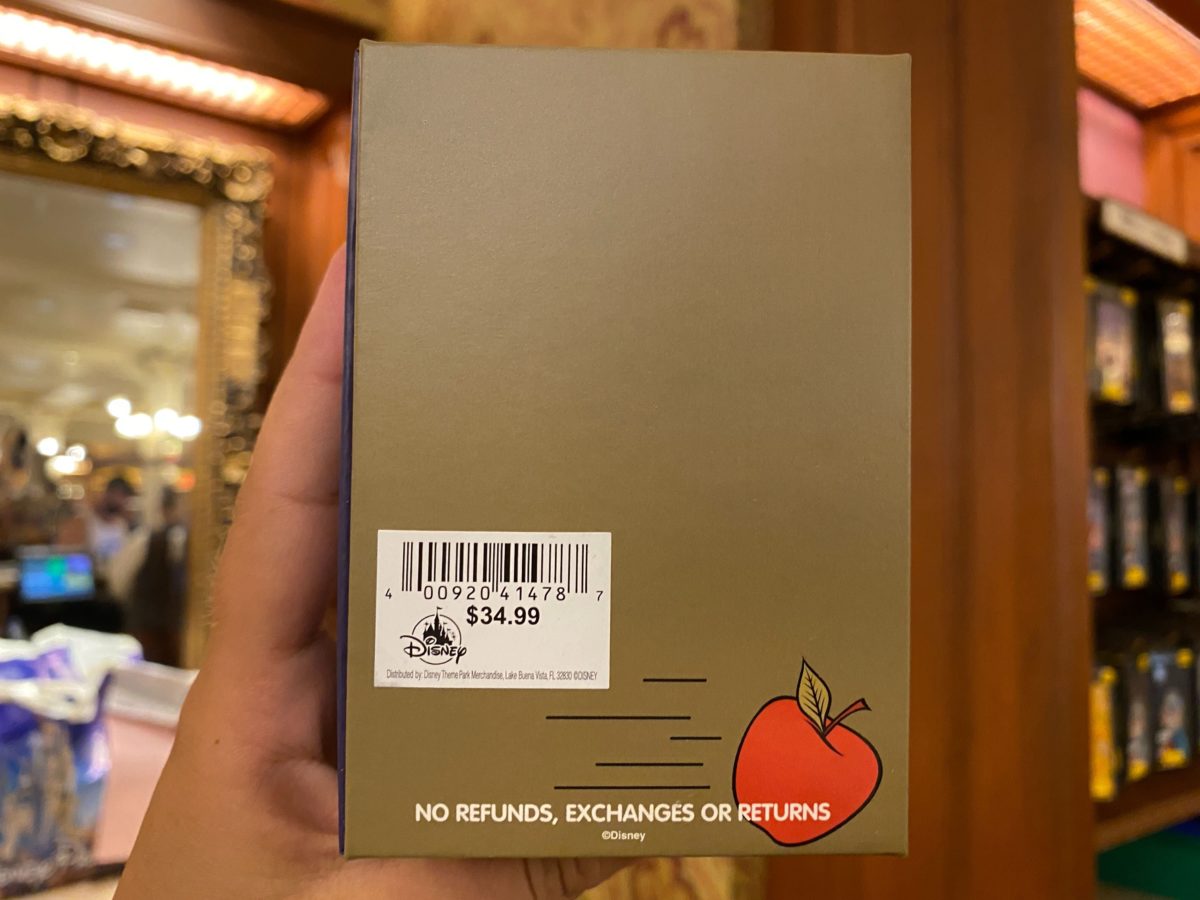 4 00920 41478 7
$34.99
Disney
Distributed by: Disney Theme Park Merchandise, Lake Buena Vista, FL 32830 ©DISNEY
NO REFUNDS, EXCHANGES OR RETURNS
©Disney